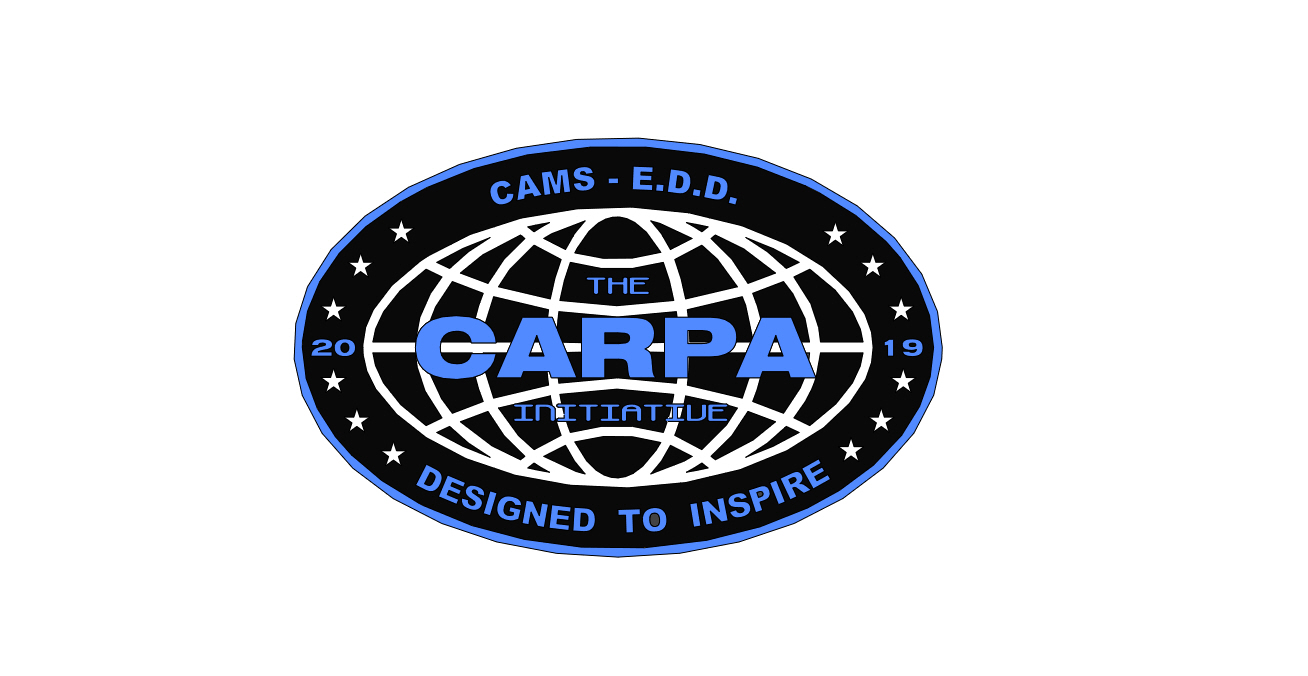 CAMS - E.D.D.
THE
20 CARPA 19
INITIATIVE
DESIGNED TO INSPIRE